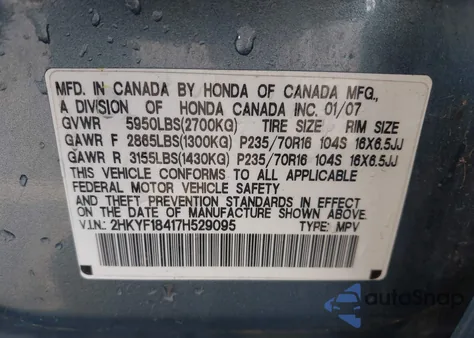 MFD. IN CANADA BY HONDA OF CANADA MFG.,
A DIVISION OF HONDA CANADA INC. 01/07
GVWR 5950LBS(2700KG) TIRE SIZE RIM SIZE
GAWR F 2865LBS(1300KG) P235/70R16 104S 16X6.5JJ
GAWR R 3155LBS(1430KG) P235/70R16 104S 16X6.5JJ
THIS VEHICLE CONFORMS TO ALL APPLICABLE
FEDERAL MOTOR VEHICLE SAFETY
AND THEFT PREVENTION STANDARDS IN EFFECT
ON THE DATE OF MANUFACTURE SHOWN ABOVE.
V.I.N.: 2HKYF18417H529095 TYPE: MPV
autoSnap